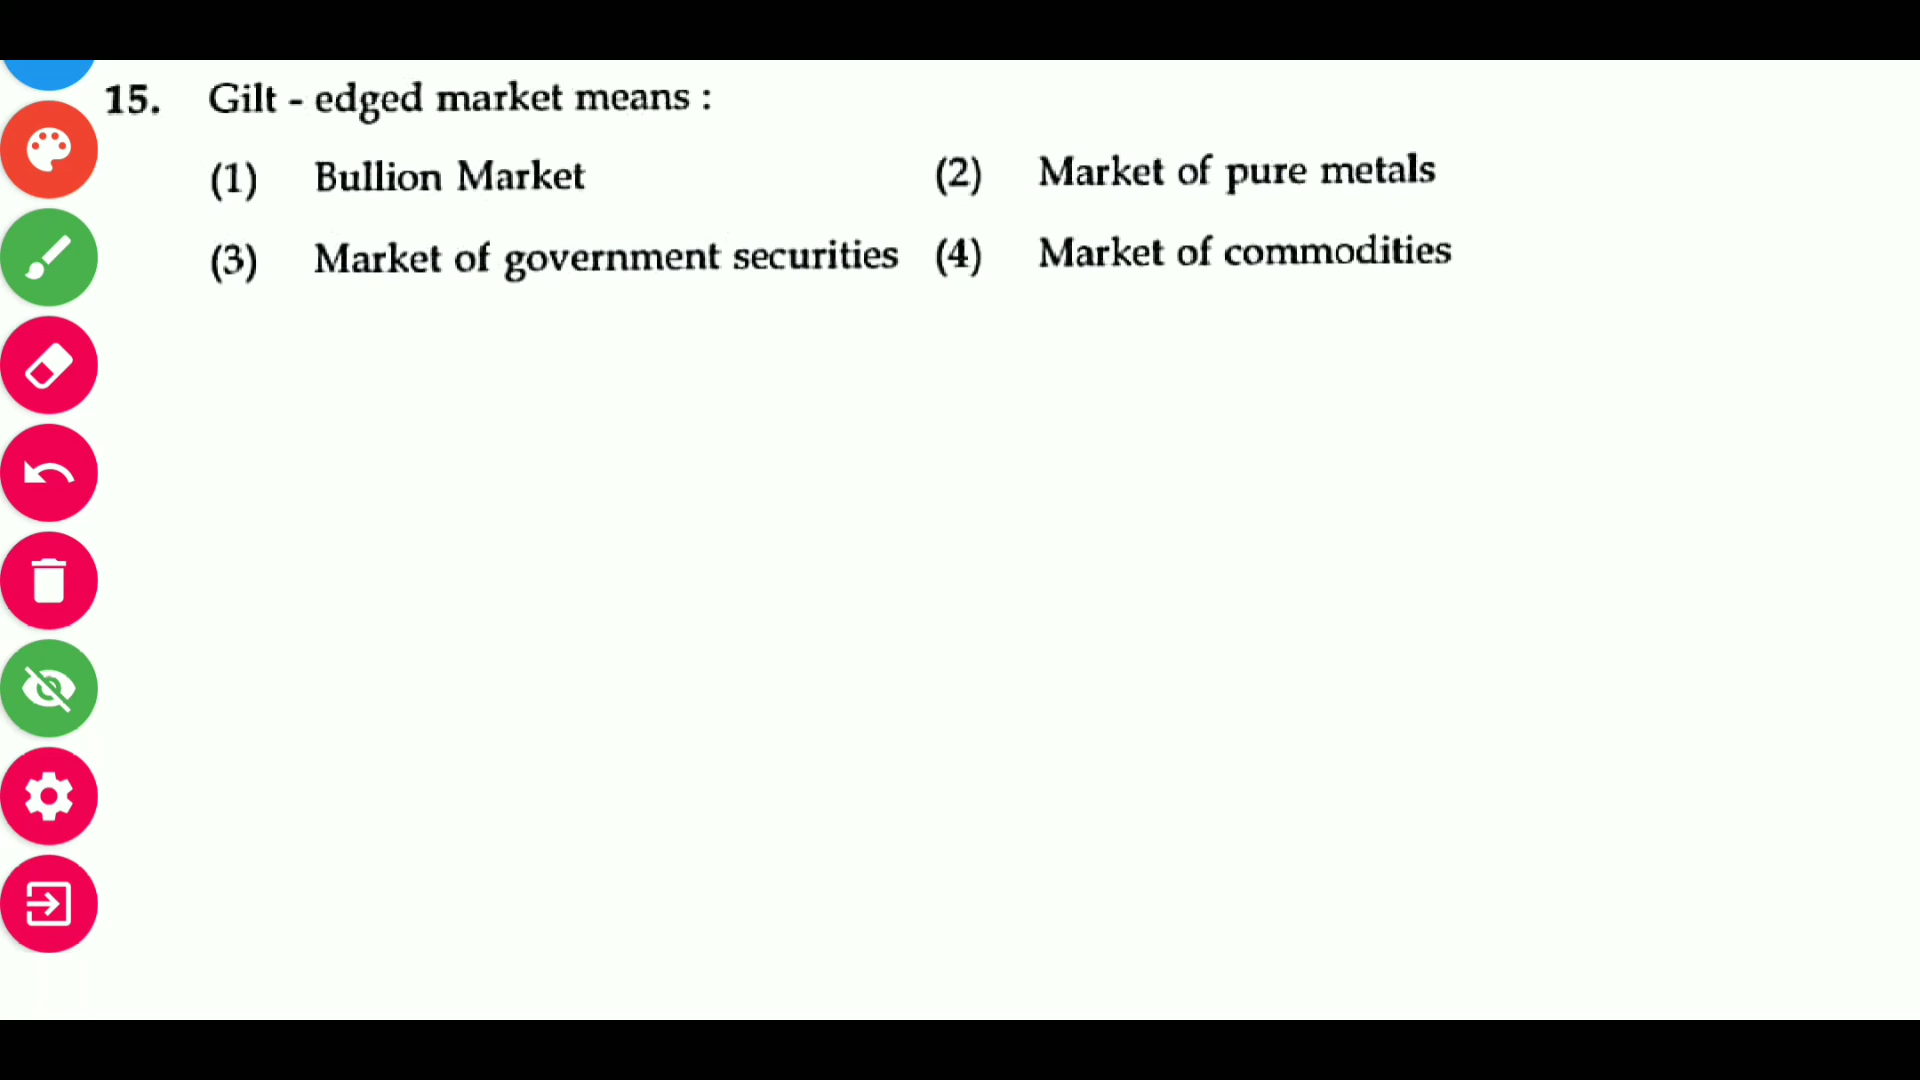 15. Gilt - edged market means :
(1) Bullion Market (2) Market of pure metals
(3) Market of government securities (4) Market of commodities